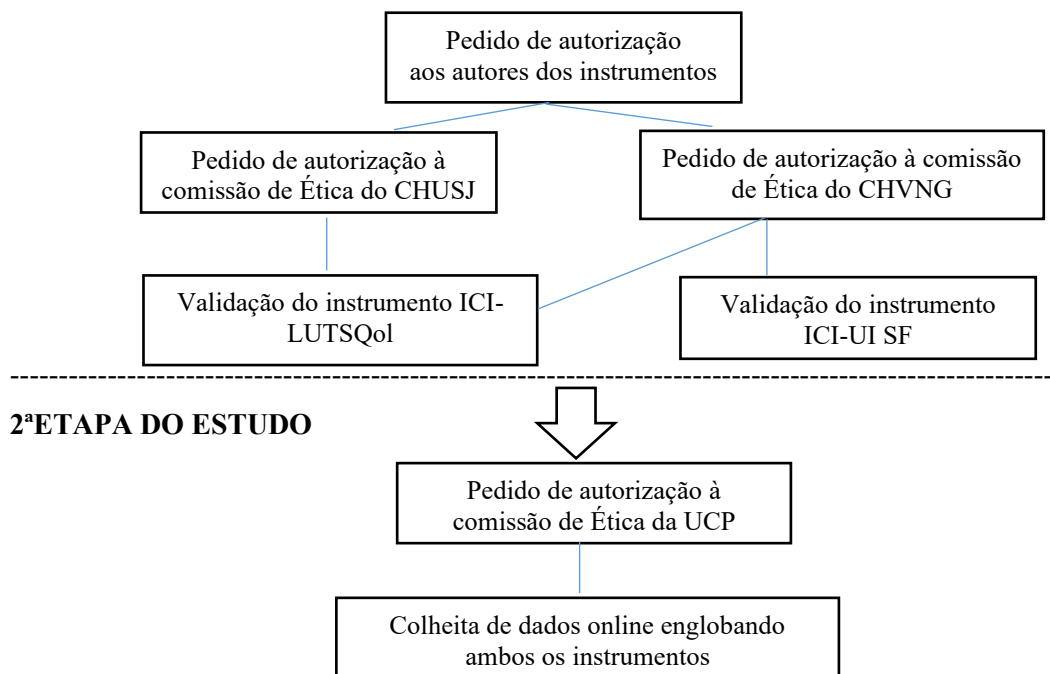 Pedido de autorização
aos autores dos instrumentos
Pedido de autorização à
comissão de Ética do CHUSJ
Pedido de autorização à comissão
de Ética do CHVNG
Validação do instrumento ICI-
LUTSQol
Validação do instrumento
ICI-UI SF
2ªETAPA DO ESTUDO
Pedido de autorização à
comissão de Ética da UCP
Colheita de dados online englobando
ambos os instrumentos